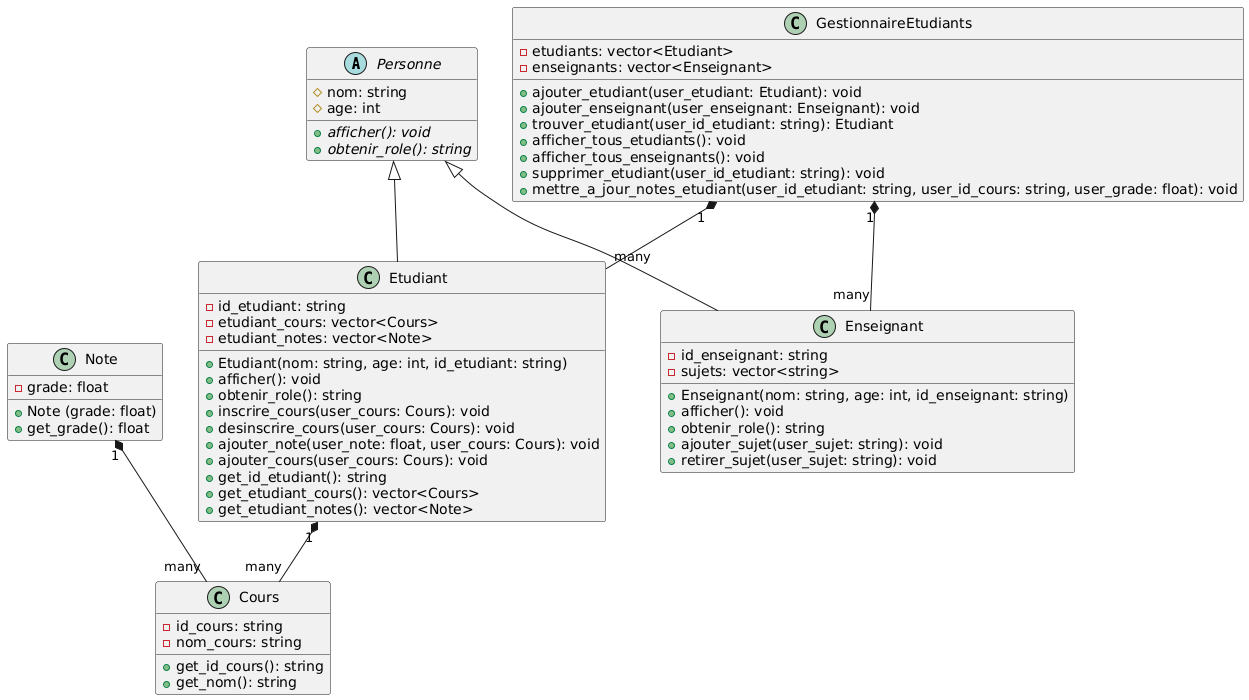 GestionnaireEtudiants
etudiants: vector<Etudiant>
enseignants: vector<Enseignant>
ajouter_etudiant(user_etudiant: Etudiant): void
ajouter_enseignant(user_enseignant: Enseignant): void
trouver_etudiant(user_id_etudiant: string): Etudiant
afficher_tous_etudiants(): void
afficher_tous_enseignants(): void
supprimer_etudiant(user_id_etudiant: string): void
mettre_a_jour_notes_etudiant(user_id_etudiant: string, user_id_cours: string, user_grade: float): void
A Personne
nom: string
age: int
afficher(): void
obtenir_role(): string
1
1
many
many
C Etudiant
id_etudiant: string
etudiant_cours: vector<Cours>
etudiant_notes: vector<Note>
Etudiant(nom: string, age: int, id_etudiant: string)
afficher(): void
obtenir_role(): string
inscrire_cours(user_cours: Cours): void
desinscrire_cours(user_cours: Cours): void
ajouter_note(user_note: float, user_cours: Cours): void
ajouter_cours(user_cours: Cours): void
get_id_etudiant(): string
get_etudiant_cours(): vector<Cours>
get_etudiant_notes(): vector<Note>
C Enseignant
id_enseignant: string
sujets: vector<string>
Enseignant(nom: string, age: int, id_enseignant: string)
afficher(): void
obtenir_role(): string
ajouter_sujet(user_sujet: string): void
retirer_sujet(user_sujet: string): void
C Note
grade: float
Note (grade: float)
get_grade(): float
1
1
many
many
C Cours
id_cours: string
nom_cours: string
get_id_cours(): string
get_nom(): string